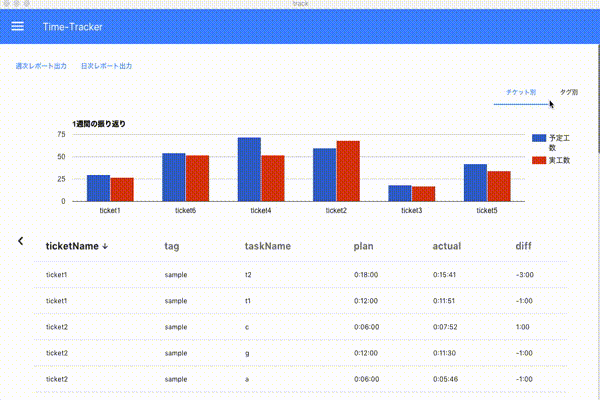 track
Time-Tracker
週次レポート出力 日次レポート出力
チケット別 タグ別
1週間の振り返り
75
50
25
0
予定工
数
実工数
ticket1 ticket6 ticket4 ticket2 ticket3 ticket5
ticketName ↓ tag taskName plan actual diff
ticket1 sample t2 0:18:00 0:15:41 -3:00
ticket1 sample t1 0:12:00 0:11:51 -1:00
ticket2 sample c 0:06:00 0:07:52 1:00
ticket2 sample g 0:12:00 0:11:30 -1:00
ticket2 sample a 0:06:00 0:05:46 -1:00